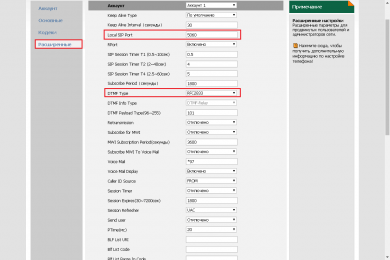 Аккаунт
Основные
Кодеки
Расширенные
Аккаунт Account 1
Keep Alive Type По умолчанию
Keep Alive Interval (секунды) 30
Local SIP Port 5060
RPort Включено
SIP Session Timer T1 (0.5~10сек) 0.5
SIP Session Timer T2 (2~40сек) 4
SIP Session Timer T4 (2.5~60сек) 5
Subscribe Period (секунды) 1800
DTMF Type RFC2833
DTMF Info Type DTMF-Relay
DTMF Payload Type(96~255) 101
Retransmission Отключено
Subscribe for MWI Отключено
MWI Subscription Period(секунды) 3600
Subscribe MWI To Voice Mail Отключено
Voice Mail *97
Voice Mail Display Включено
Caller ID Source FROM
Session Timer Отключено
Session Expires(30~7200сек) 1800
Session Refresher UAC
Send user Отключено
PTime(мс) 20
BLF List URI
BLF List Code
Blf List Barge In Code
Примечание
Расширенные настройки:
Расширенные параметры для продвинутых пользователей и администраторов сети.
Нажмите сюда, чтобы получить дополнительную информацию по настройке телефона!